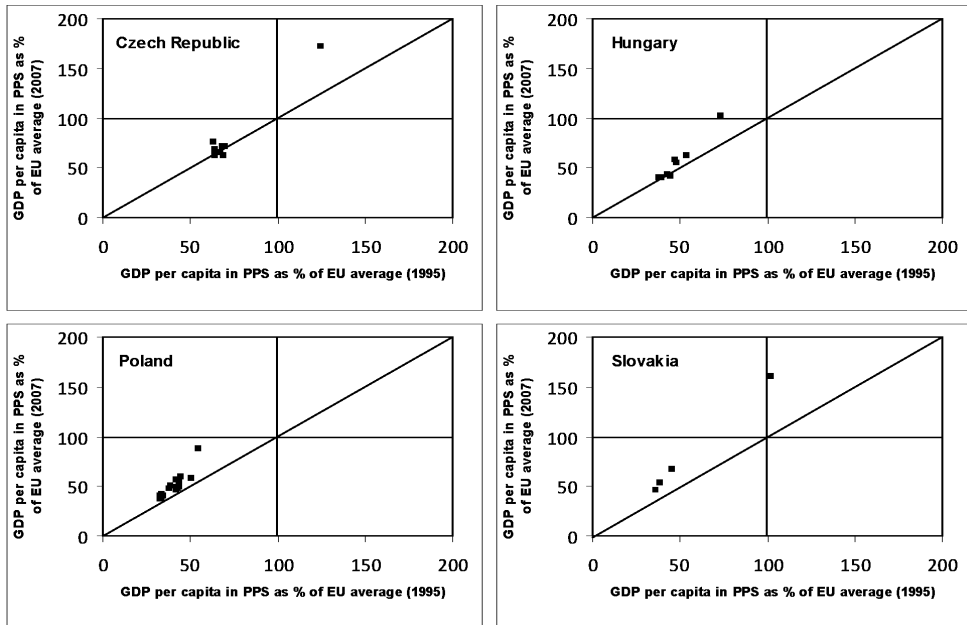 Czech Republic
GDP per capita in PPS as %
of EU average (2007)
200
150
100
50
0
0 50 100 150 200
GDP per capita in PPS as % of EU average (1995)
Hungary
GDP per capita in PPS as %
of EU average (2007)
200
150
100
50
0
0 50 100 150 200
GDP per capita in PPS as % of EU average (1995)
Poland
GDP per capita in PPS as %
of EU average (2007)
200
150
100
50
0
0 50 100 150 200
GDP per capita in PPS as % of EU average (1995)
Slovakia
GDP per capita in PPS as %
of EU average (2007)
200
150
100
50
0
0 50 100 150 200
GDP per capita in PPS as % of EU average (1995)